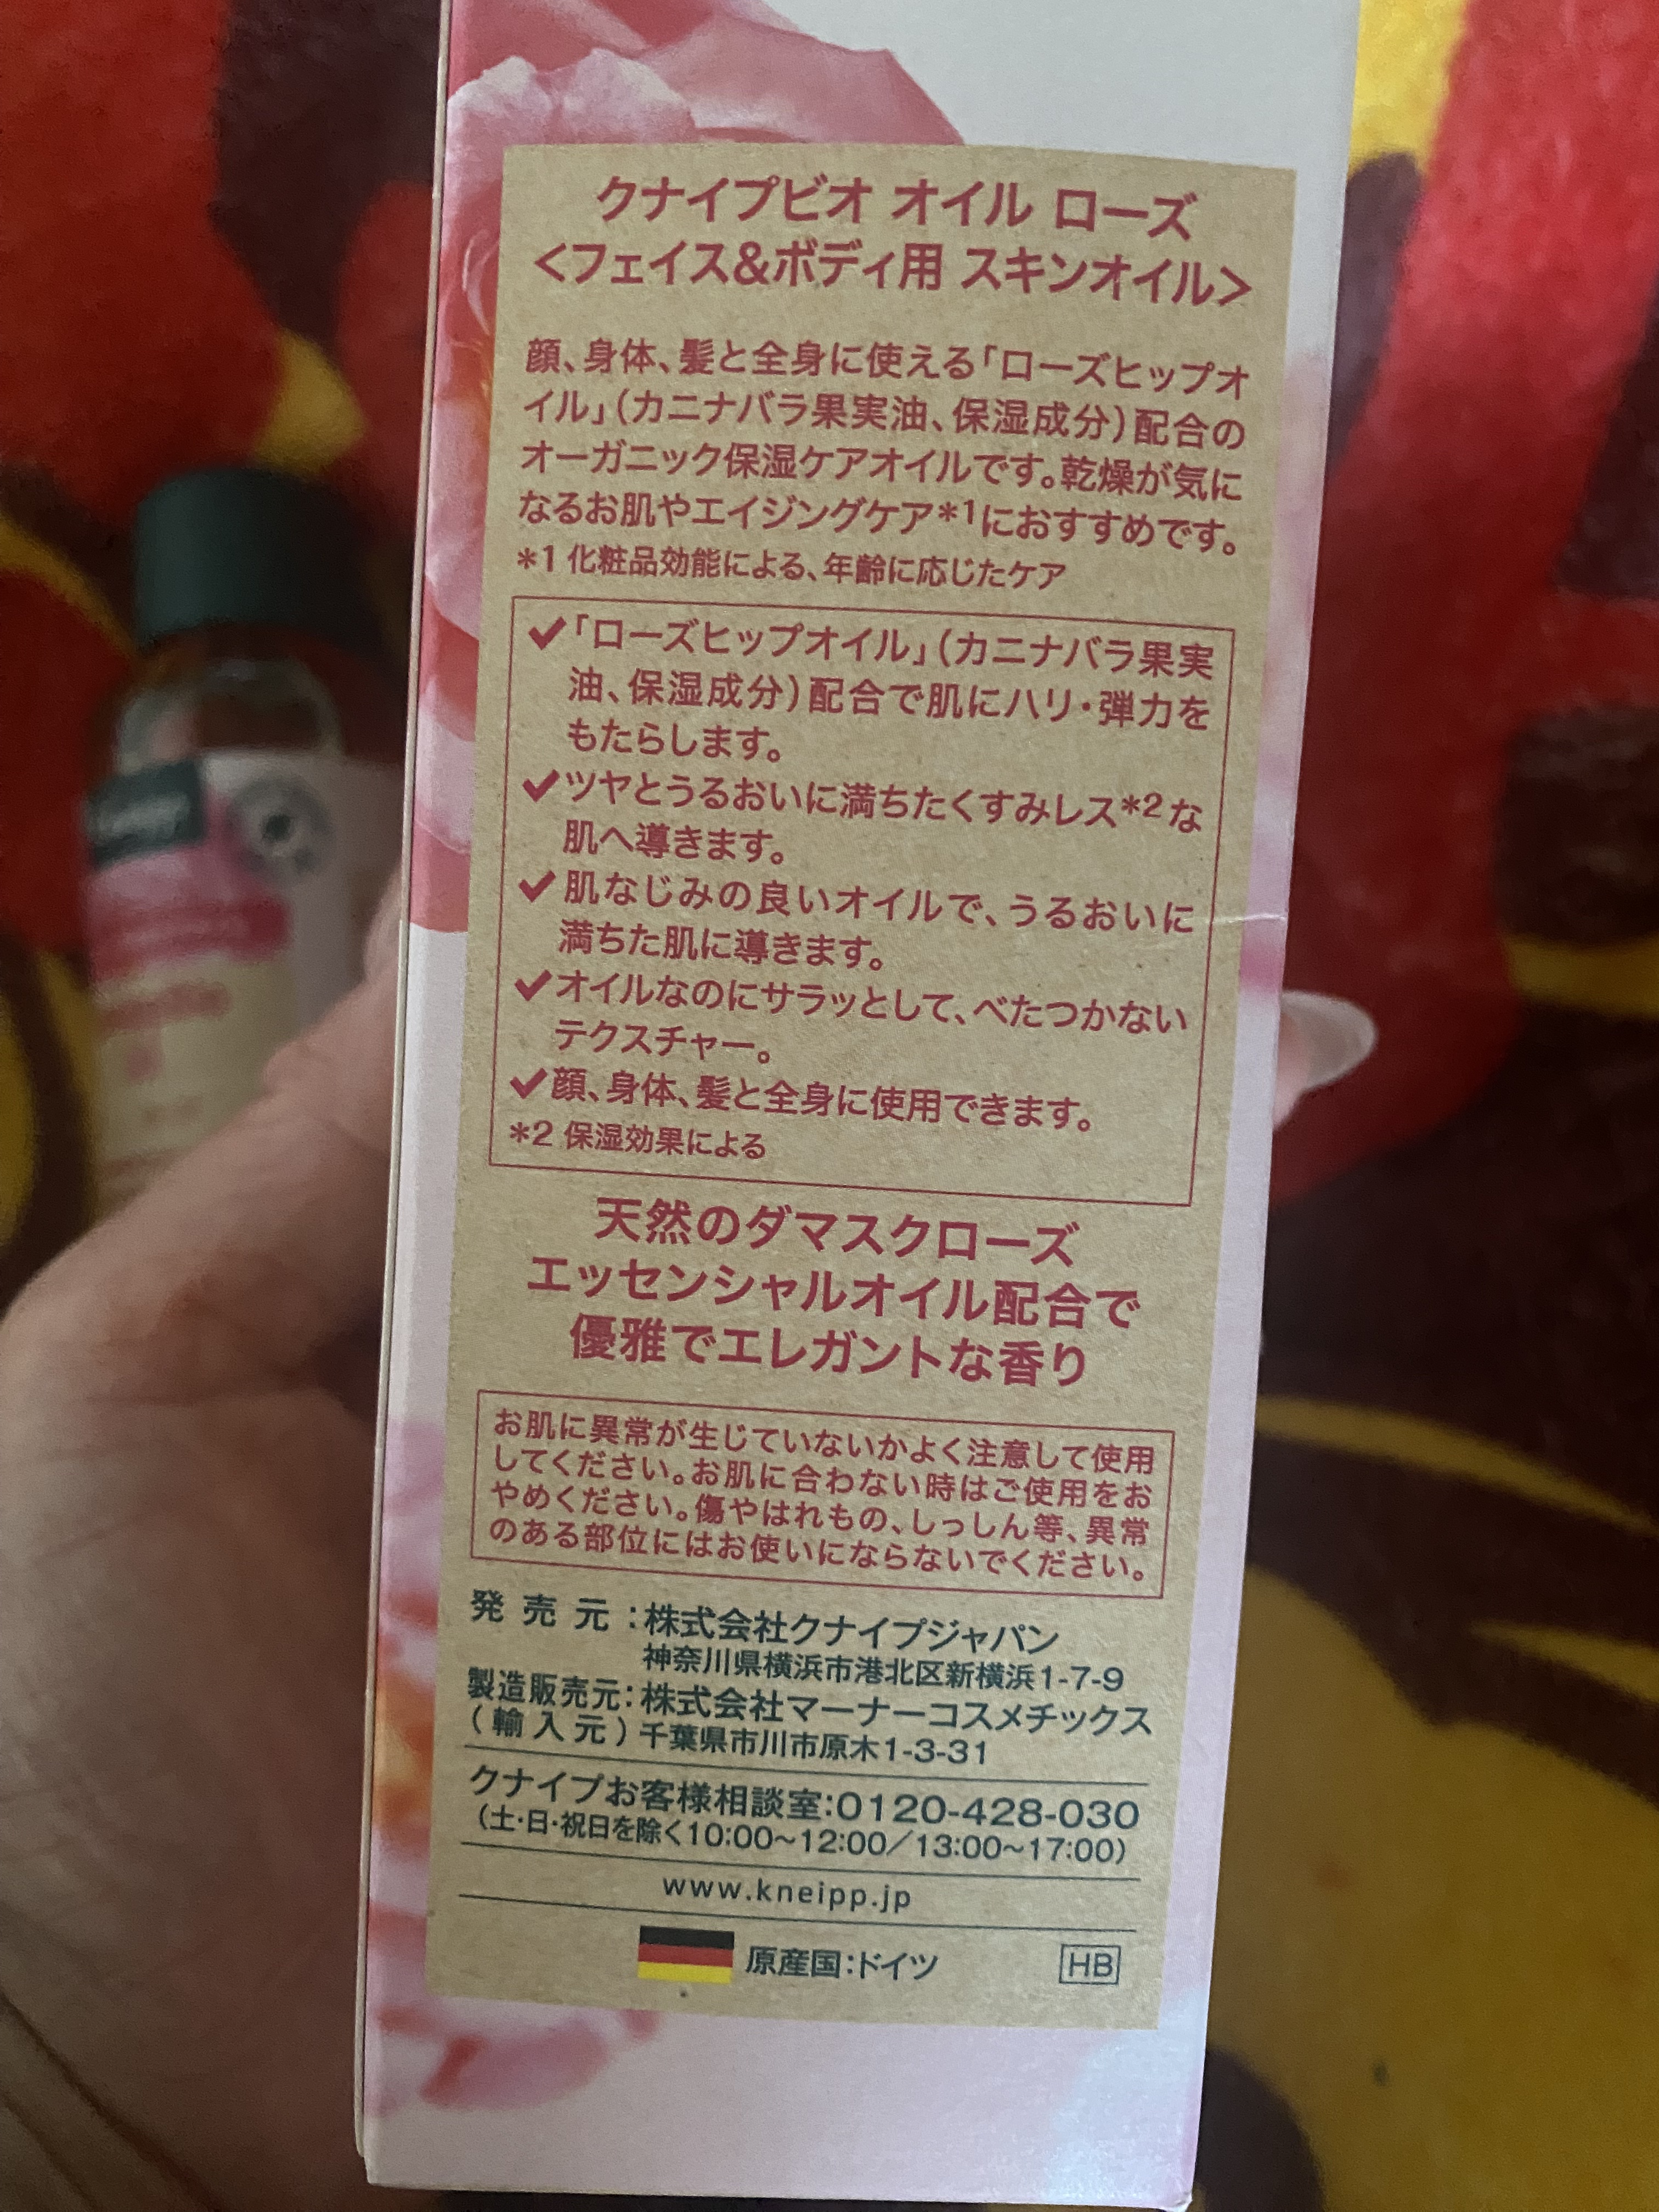 クナイプビオ オイル ローズ
<フェイス&ボディ用 スキンオイル>
顔、身体、髪と全身に使える「ローズヒップオ
イル」(カニナバラ果実油、保湿成分)配合の
オーガニック保湿ケアオイルです。乾燥が気に
なるお肌やエイジングケア*1におすすめです。
*1 化粧品効能による、年齢に応じたケア
✓「ローズヒップオイル」(カニナバラ果実
油、保湿成分)配合で肌にハリ・弾力を
もたらします。
✓ツヤとうるおいに満ちたくすみレス*2な
肌へ導きます。
✓肌なじみの良いオイルで、うるおいに
満ちた肌に導きます。
✓オイルなのにサラッとして、べたつかない
テクスチャー。
✓顔、身体、髪と全身に使用できます。
*2 保湿効果による
天然のダマスクローズ
エッセンシャルオイル配合で
優雅でエレガントな香り
お肌に異常が生じていないかよく注意して使用
してください。お肌に合わない時はご使用をお
やめください。傷やはれもの、しっしん等、異常
のある部位にはお使いにならないでください。
発売元:株式会社クナイプジャパン
神奈川県横浜市港北区新横浜1-7-9
製造販売元:株式会社マーナーコスメチックス
(輸入元)千葉県市川市原木1-3-31
クナイプお客様相談室:0120-428-030
(土・日・祝日を除く10:00~12:00/13:00~17:00)
www.kneipp.jp
原産国:ドイツ HB